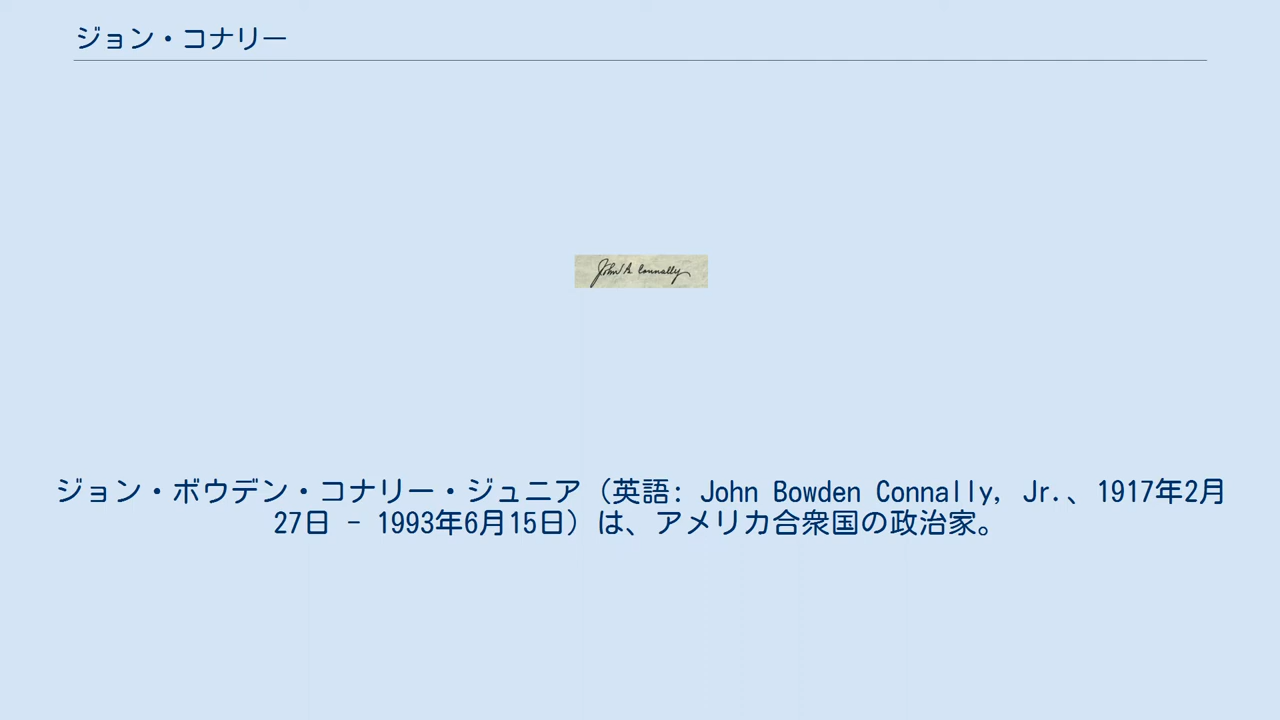 ジョン・コナリー
John B Connally
ジョン・ボウデン・コナリー・ジュニア（英語: John Bowden Connally, Jr.、1917年2月
27日 - 1993年6月15日）は、アメリカ合衆国の政治家。